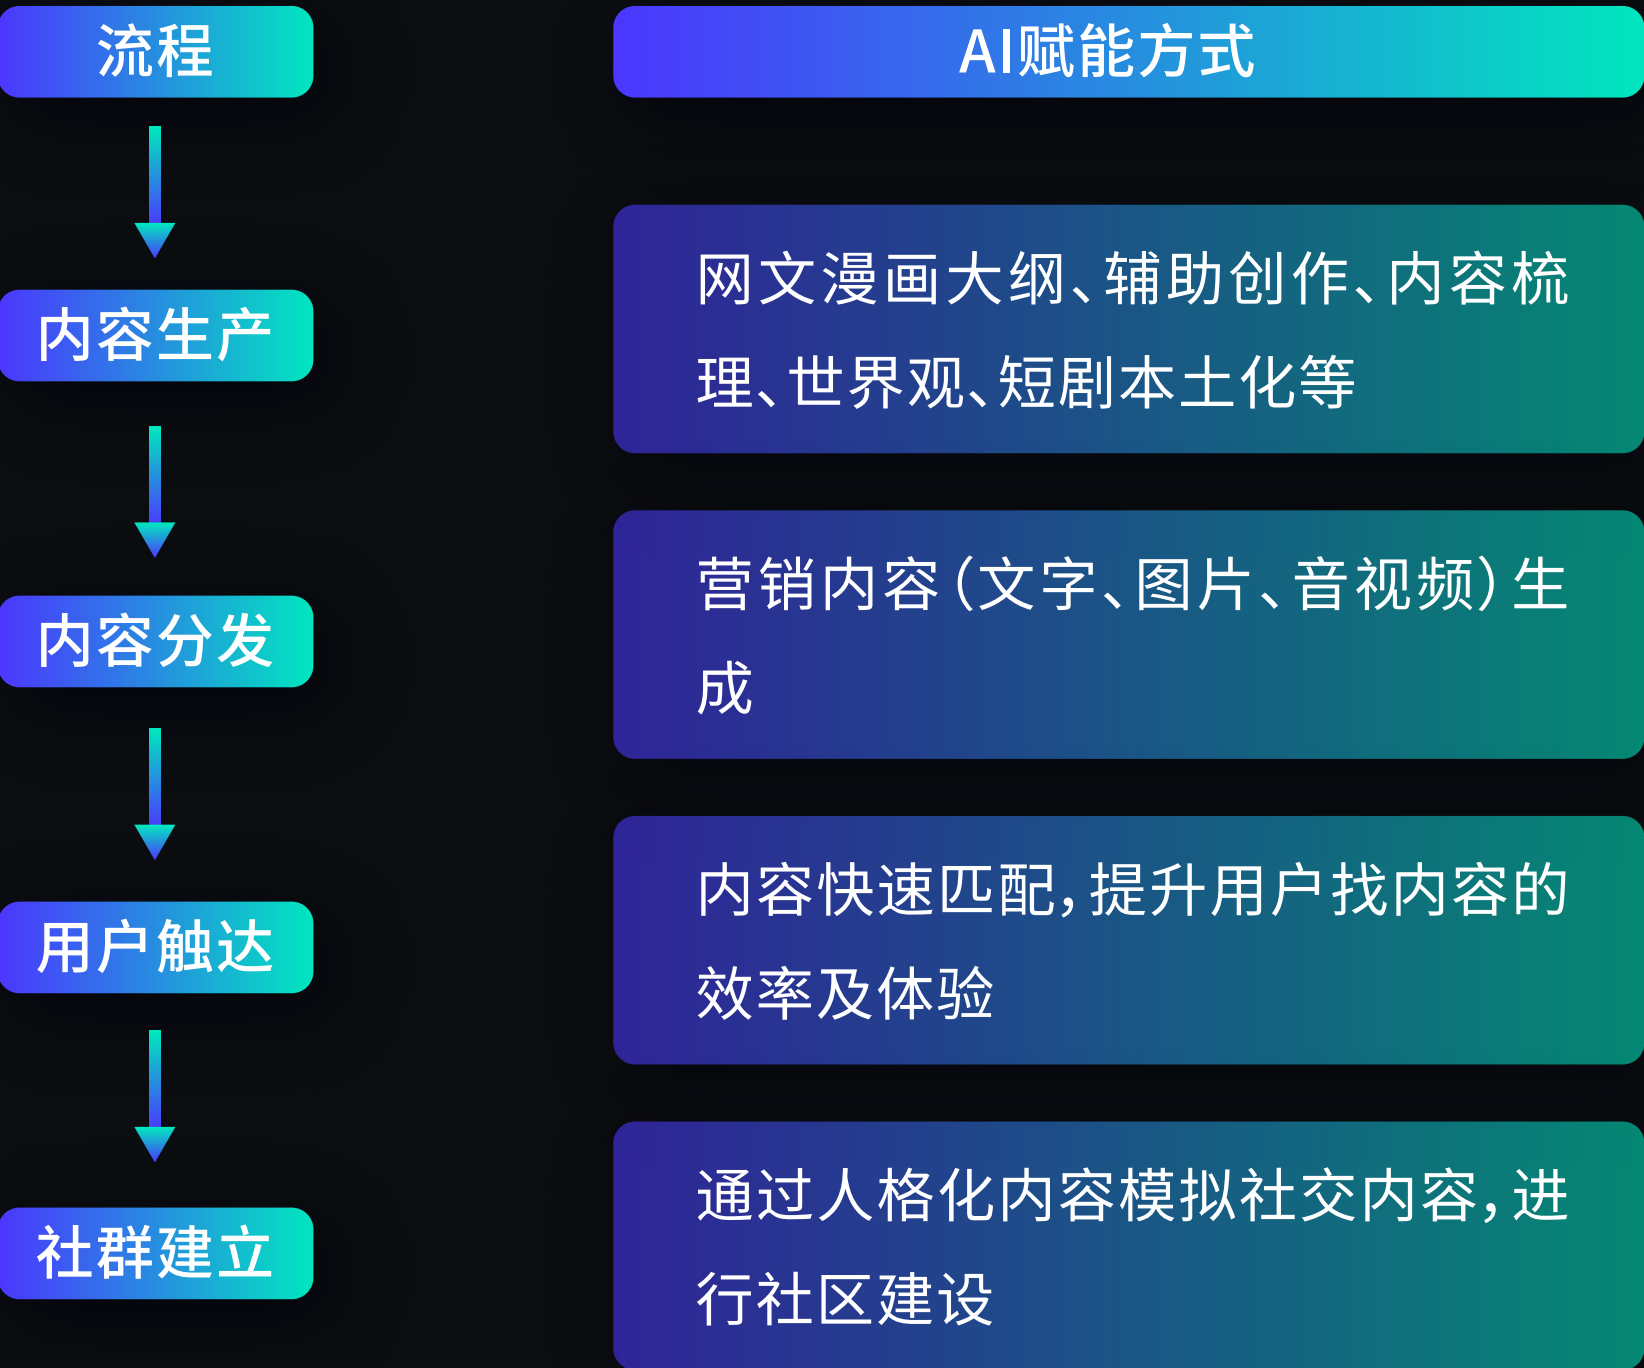 流程
AI赋能方式
内容生产
网文漫画大纲、辅助创作、内容梳
理、世界观、短剧本土化等
内容分发
营销内容（文字、图片、音视频）生
成
用户触达
内容快速匹配，提升用户找内容的
效率及体验
社群建立
通过人格化内容模拟社交内容，进
行社区建设